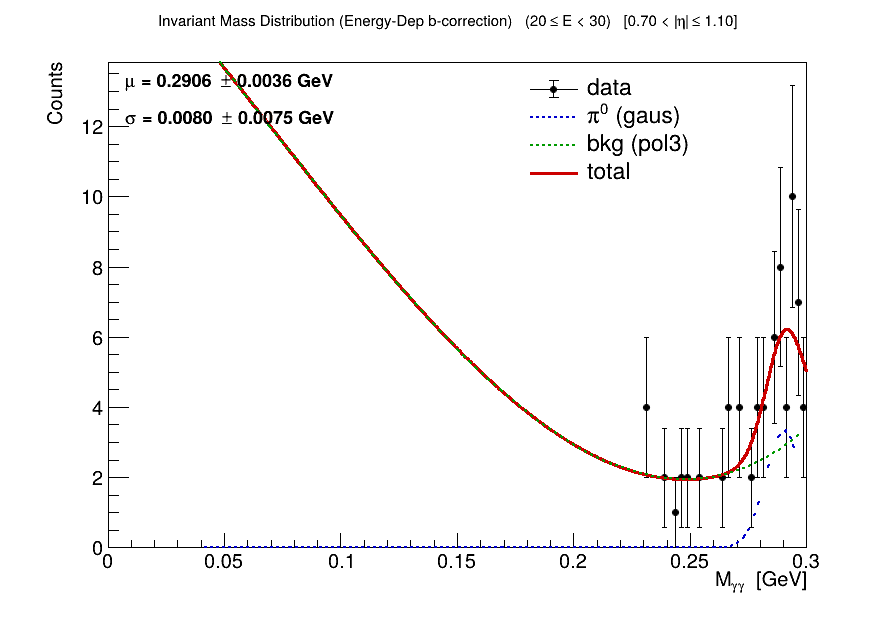 Invariant Mass Distribution (Energy-Dep b-correction) (20 ≤ E < 30) [0.70 < |η| ≤ 1.10]
Counts
μ = 0.2906 ± 0.0036 GeV
σ = 0.0080 ± 0.0075 GeV
data
π⁰ (gaus)
bkg (pol3)
total
12
10
8
6
4
2
0
0 0.05 0.1 0.15 0.2 0.25 0.3
Mγγ [GeV]